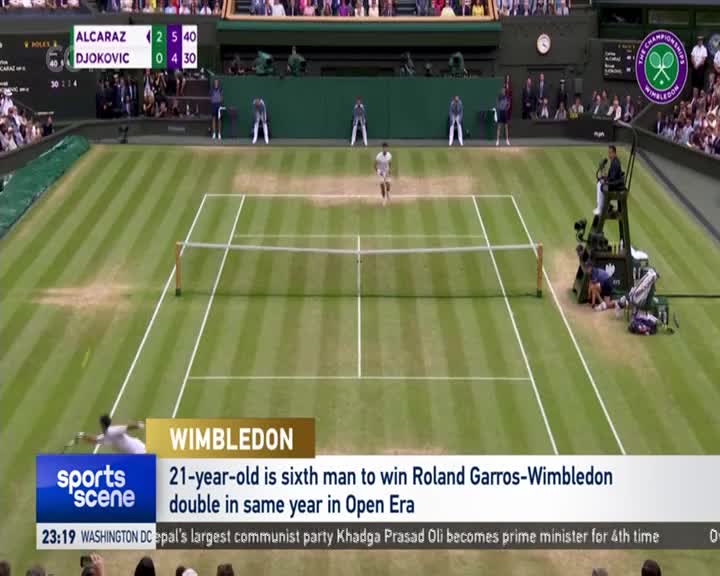 ALCARAZ 2 5 40
DJOKOVIC 0 4 30
THE CHAMPIONSHIPS
WIMBLEDON
ROLEX
WIMBLEDON
21-year-old is sixth man to win Roland Garros-Wimbledon
double in same year in Open Era
sports
scene
23:19 WASHINGTON DC
epal's largest communist party Khadga Prasad Oli becomes prime minister for 4th time